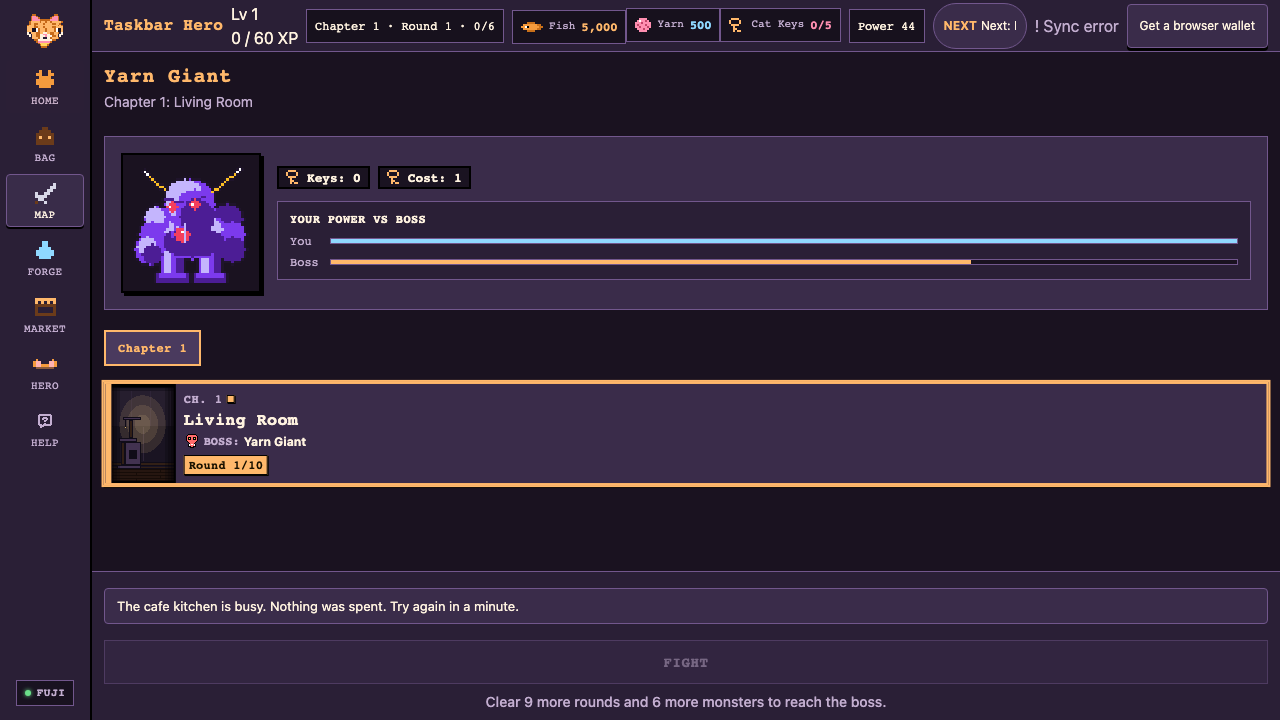 Taskbar Hero
Lv 1
0 / 60 XP
Chapter 1 · Round 1 · 0/6
Fish 5,000
Yarn 500
Cat Keys 0/5
Power 44
NEXT Next:
! Sync error
Get a browser wallet
HOME
BAG
MAP
FORGE
MARKET
HERO
HELP
FUJI
Yarn Giant
Chapter 1: Living Room
Keys: 0
Cost: 1
YOUR POWER VS BOSS
You
Boss
Chapter 1
CH. 1
Living Room
BOSS: Yarn Giant
Round 1/10
The cafe kitchen is busy. Nothing was spent. Try again in a minute.
FIGHT
Clear 9 more rounds and 6 more monsters to reach the boss.